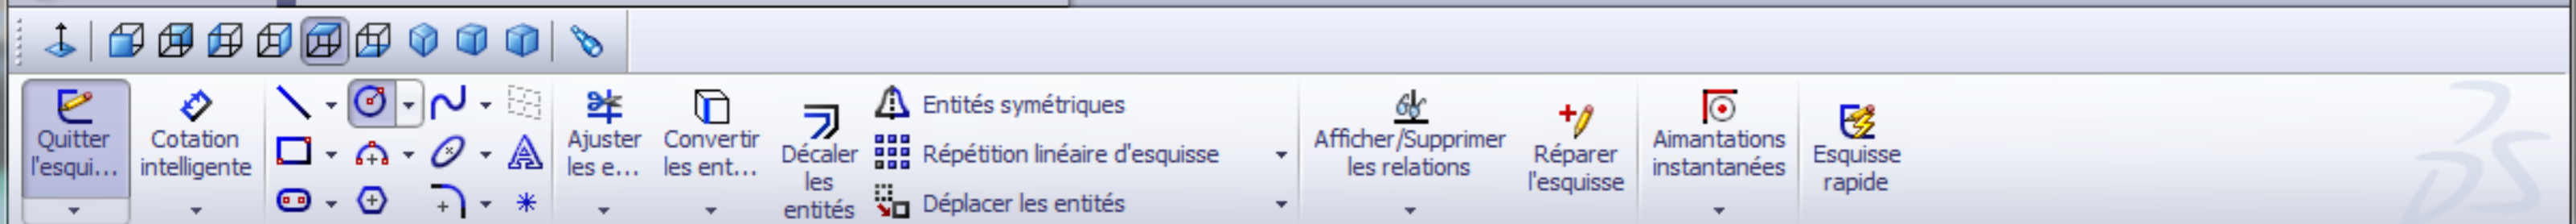 Quitter
l'esqui...
Cotation
intelligente
Ajuster
les e...
Convertir
les ent...
Décaler
les
entités
Entités symétriques
Répétition linéaire d'esquisse
Déplacer les entités
Afficher/Supprimer
les relations
Réparer
l'esquisse
Aimantations
instantanées
Esquisse
rapide